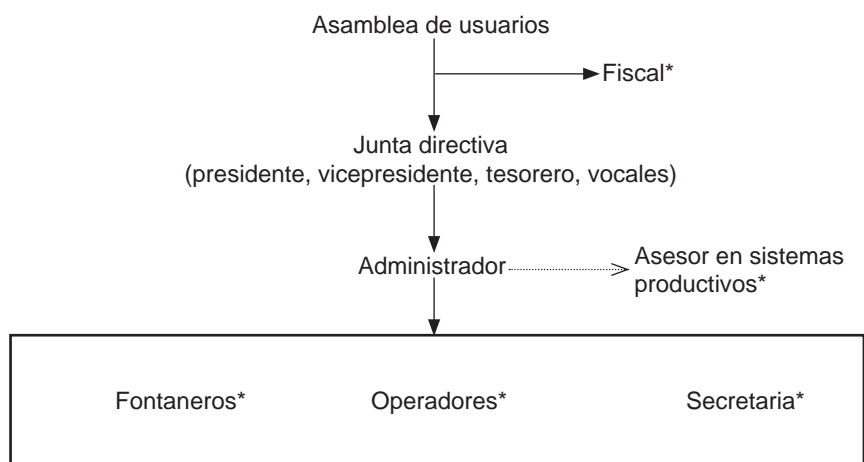 Asamblea de usuarios
Fiscal*
Junta directiva
(presidente, vicepresidente, tesorero, vocales)
Administrador
Asesor en sistemas
productivos*
Fontaneros*
Operadores*
Secretaria*